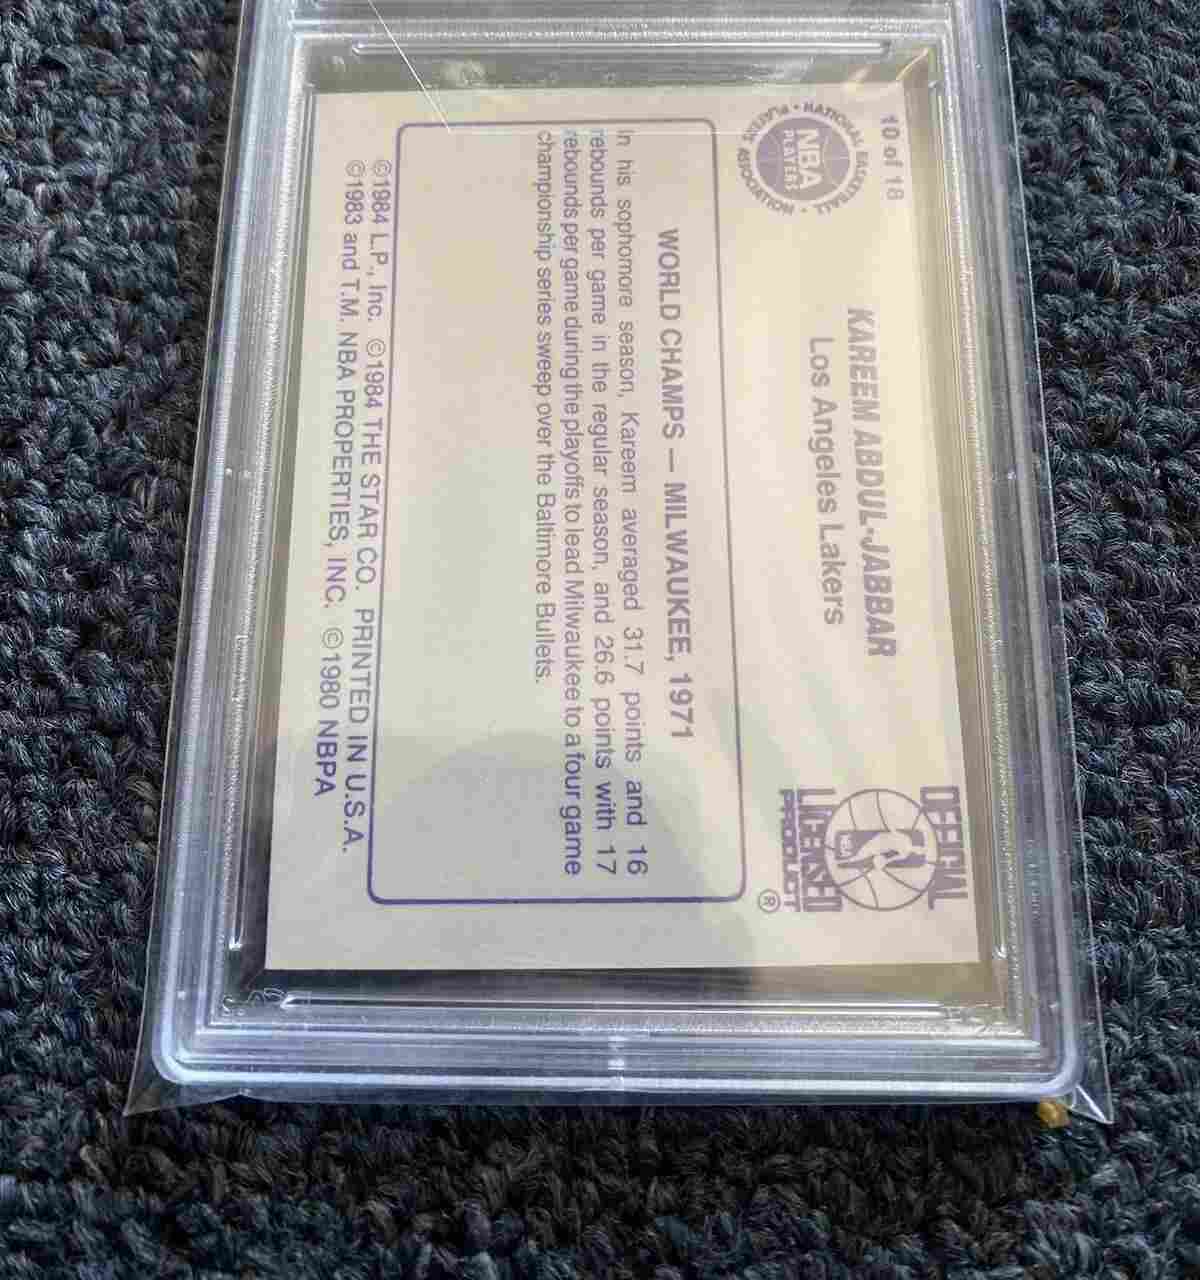 10 of 18
NATIONAL BASKETBALL ASSOCIATION • PLAYERS •
NBA
PLAYERS
KAREEM ABDUL-JABBAR
Los Angeles Lakers
OFFICIAL
NBA
LICENSED
PRODUCT
®
WORLD CHAMPS — MILWAUKEE, 1971
In his sophomore season, Kareem averaged 31.7 points and 16
rebounds per game in the regular season, and 26.6 points with 17
rebounds per game during the playoffs to lead Milwaukee to a four game
championship series sweep over the Baltimore Bullets.
©1984 L.P., Inc. ©1984 THE STAR CO. PRINTED IN U.S.A.
©1983 and T.M. NBA PROPERTIES, INC. ©1980 NBPA